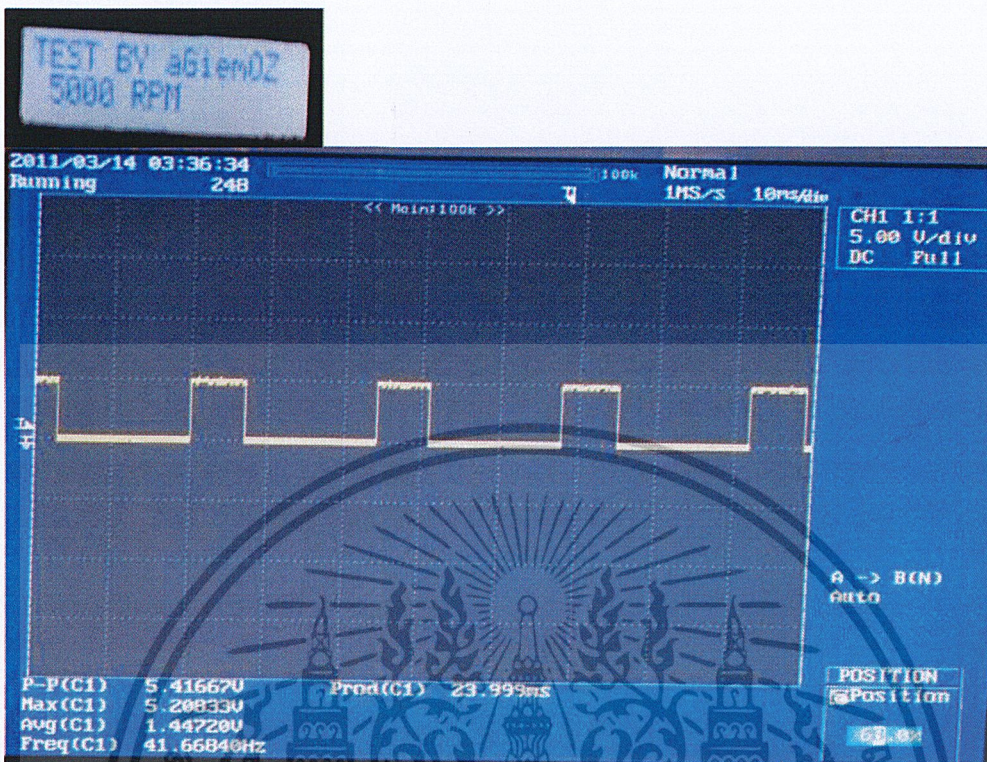 TEST BY aGiemOZ
5000 RPM
2011/03/14 03:36:34
Running 248
100k
Normal
1MS/s 10ms/div
<< Main:100k >>
CH1 1:1
5.00 V/div
DC Full
A -> B(N)
Auto
P-P(C1) 5.41667V
Prod(C1) 23.999ms
Max(C1) 5.20833V
Avg(C1) 1.44720V
Freq(C1) 41.66840Hz
POSITION
Position